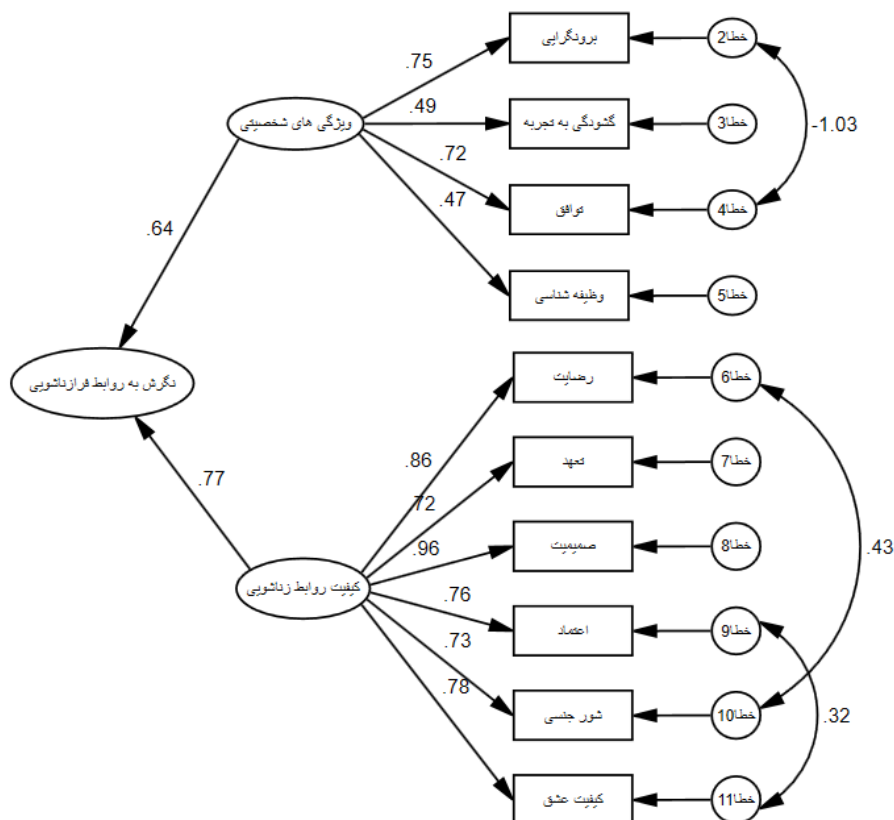 برونگرایی
خطا2
.75
ویژگی های شخصیتی
.49
گشودگی به تجربه
خطا3
-1.03
.72
توافق
خطا4
.47
.64
وظیفه شناسی
خطا5
نگرش به روابط فرازناشویی
رضایت
خطا6
.86
.77
تعهد
خطا7
.72
.96
صمیمیت
خطا8
.43
کیفیت روابط زناشویی
.76
اعتماد
خطا9
.73
.78
شور جنسی
خطا10
.32
کیفیت عشق
خطا11